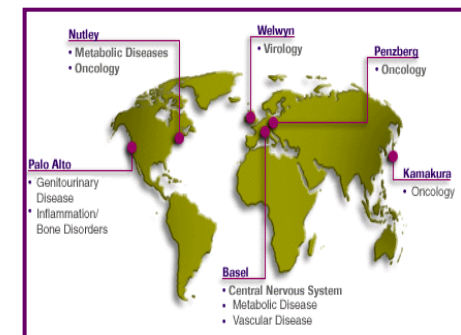 Nutley
• Metabolic Diseases
• Oncology
Welwyn
• Virology
Penzberg
• Oncology
Palo Alto
• Genitourinary
Disease
• Inflammation/
Bone Disorders
Kamakura
• Oncology
Basel
• Central Nervous System
• Metabolic Disease
• Vascular Disease